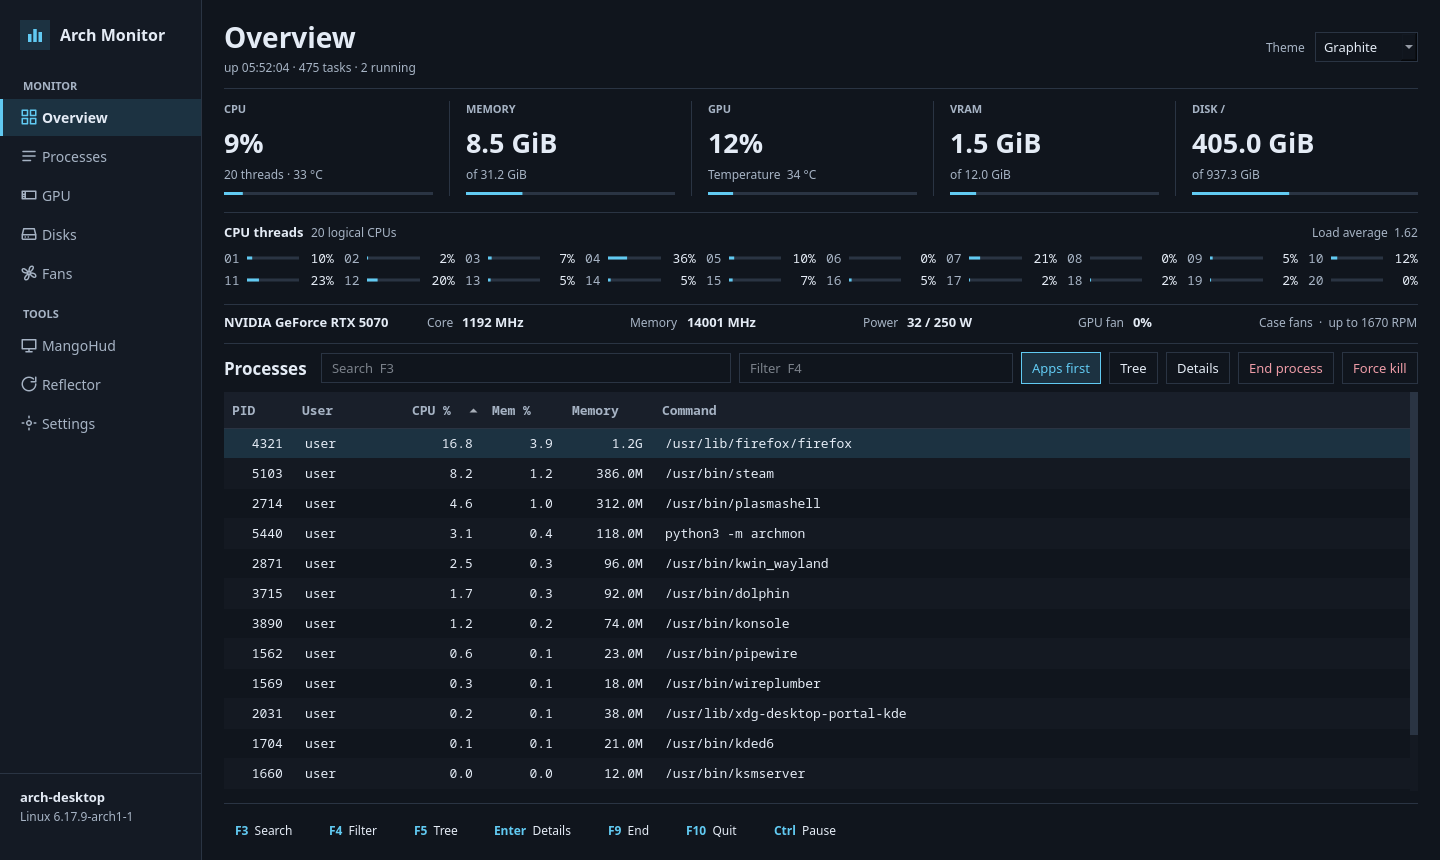 Arch Monitor
MONITOR
Overview
Processes
GPU
Disks
Fans
TOOLS
MangoHud
Reflector
Settings
arch-desktop
Linux 6.17.9-arch1-1
Overview
up 05:52:04 · 475 tasks · 2 running
Theme Graphite
CPU MEMORY GPU VRAM DISK /
9% 8.5 GiB 12% 1.5 GiB 405.0 GiB
20 threads · 33 °C of 31.2 GiB Temperature 34 °C of 12.0 GiB of 937.3 GiB
CPU threads 20 logical CPUs Load average 1.62
01 10% 02 2% 03 7% 04 36% 05 10% 06 0% 07 21% 08 0% 09 5% 10 12%
11 23% 12 20% 13 5% 14 5% 15 7% 16 5% 17 2% 18 2% 19 2% 20 0%
NVIDIA GeForce RTX 5070 Core 1192 MHz Memory 14001 MHz Power 32 / 250 W GPU fan 0% Case fans · up to 1670 RPM
Processes Search F3 Filter F4 Apps first Tree Details End process Force kill
PID User CPU % Mem % Memory Command
4321 user 16.8 3.9 1.2G /usr/lib/firefox/firefox
5103 user 8.2 1.2 386.0M /usr/bin/steam
2714 user 4.6 1.0 312.0M /usr/bin/plasmashell
5440 user 3.1 0.4 118.0M python3 -m archmon
2871 user 2.5 0.3 96.0M /usr/bin/kwin_wayland
3715 user 1.7 0.3 92.0M /usr/bin/dolphin
3890 user 1.2 0.2 74.0M /usr/bin/konsole
1562 user 0.6 0.1 23.0M /usr/bin/pipewire
1569 user 0.3 0.1 18.0M /usr/bin/wireplumber
2031 user 0.2 0.1 38.0M /usr/lib/xdg-desktop-portal-kde
1704 user 0.1 0.1 21.0M /usr/bin/kded6
1660 user 0.0 0.0 12.0M /usr/bin/ksmserver
F3 Search F4 Filter F5 Tree Enter Details F9 End F10 Quit Ctrl Pause